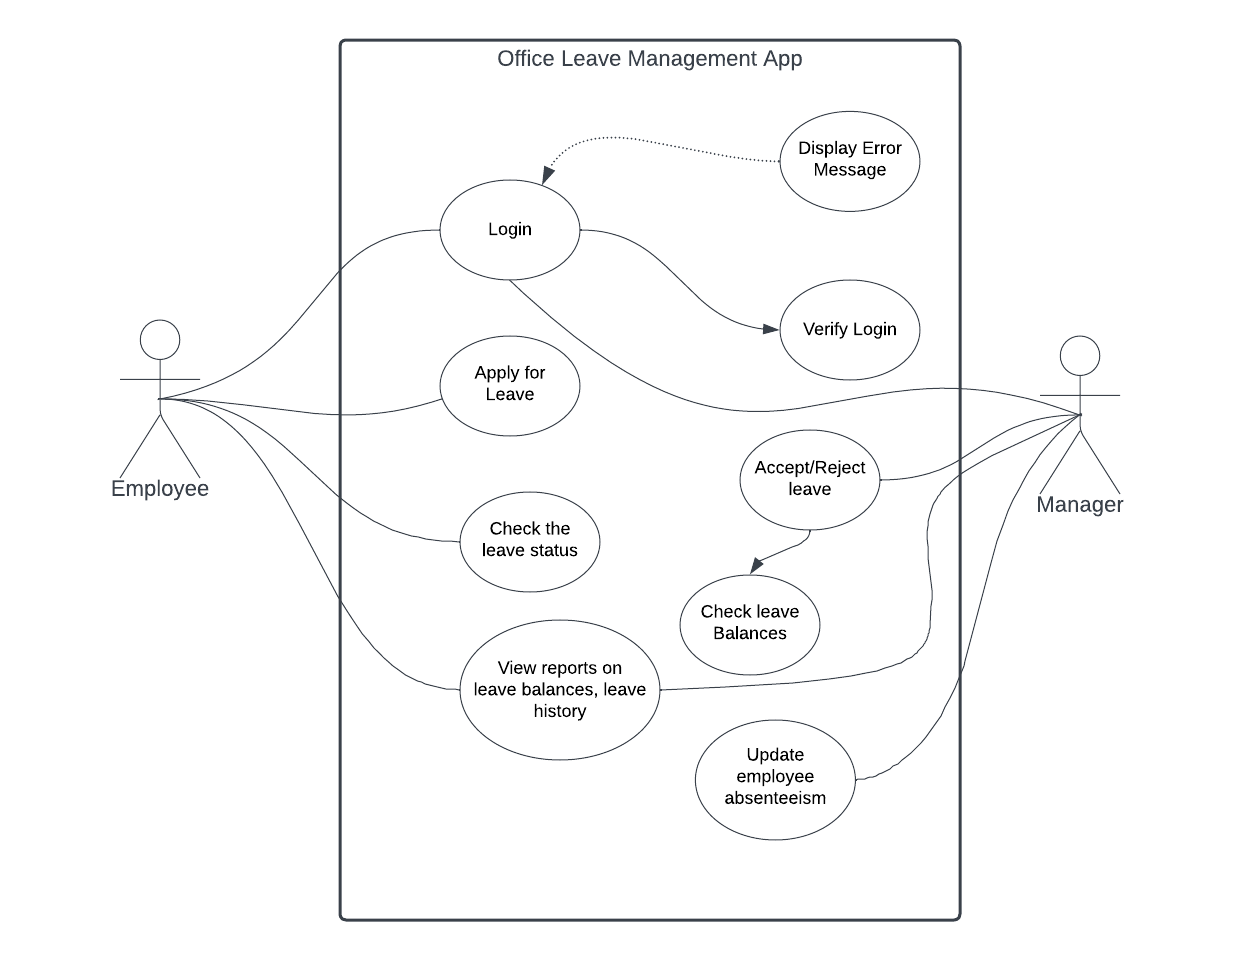 Office Leave Management App
Display Error
Message
Login
Verify Login
Apply for
Leave
Accept/Reject
leave
Employee
Manager
Check the
leave status
Check leave
Balances
View reports on
leave balances, leave
history
Update
employee
absenteeism